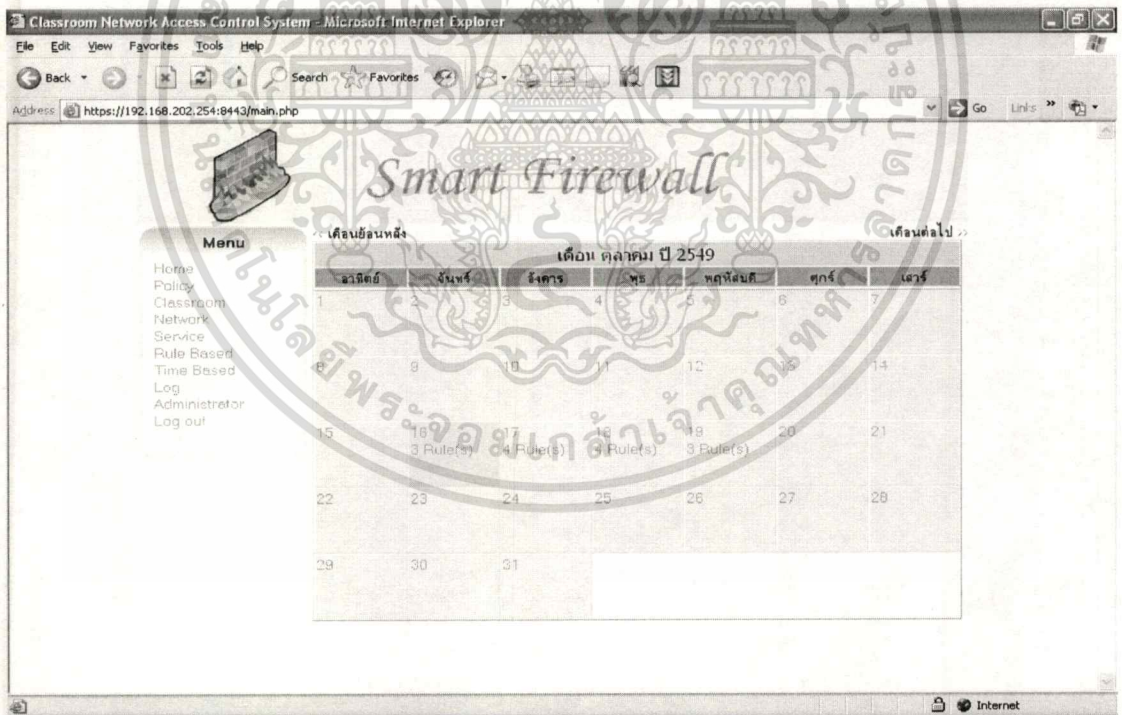 Classroom Network Access Control System - Microsoft Internet Explorer
File Edit View Favorites Tools Help
Back Search Favorites
Address https://192.168.202.254:8443/main.php Go Links »
Smart Firewall
Menu
Home
Policy
Classroom
Network
Service
Rule Based
Time Based
Log
Administrator
Log out
<< เดือนย้อนหลัง เดือนต่อไป >>
เดือน ตุลาคม ปี 2549
อาทิตย์ จันทร์ อังคาร พุธ พฤหัสบดี ศุกร์ เสาร์
1 2 3 4 5 6 7
8 9 10 11 12 13 14
15 16 17 18 19 20 21
3 Rule(s) 4 Rule(s) 4 Rule(s) 3 Rule(s)
22 23 24 25 26 27 28
29 30 31
Internet